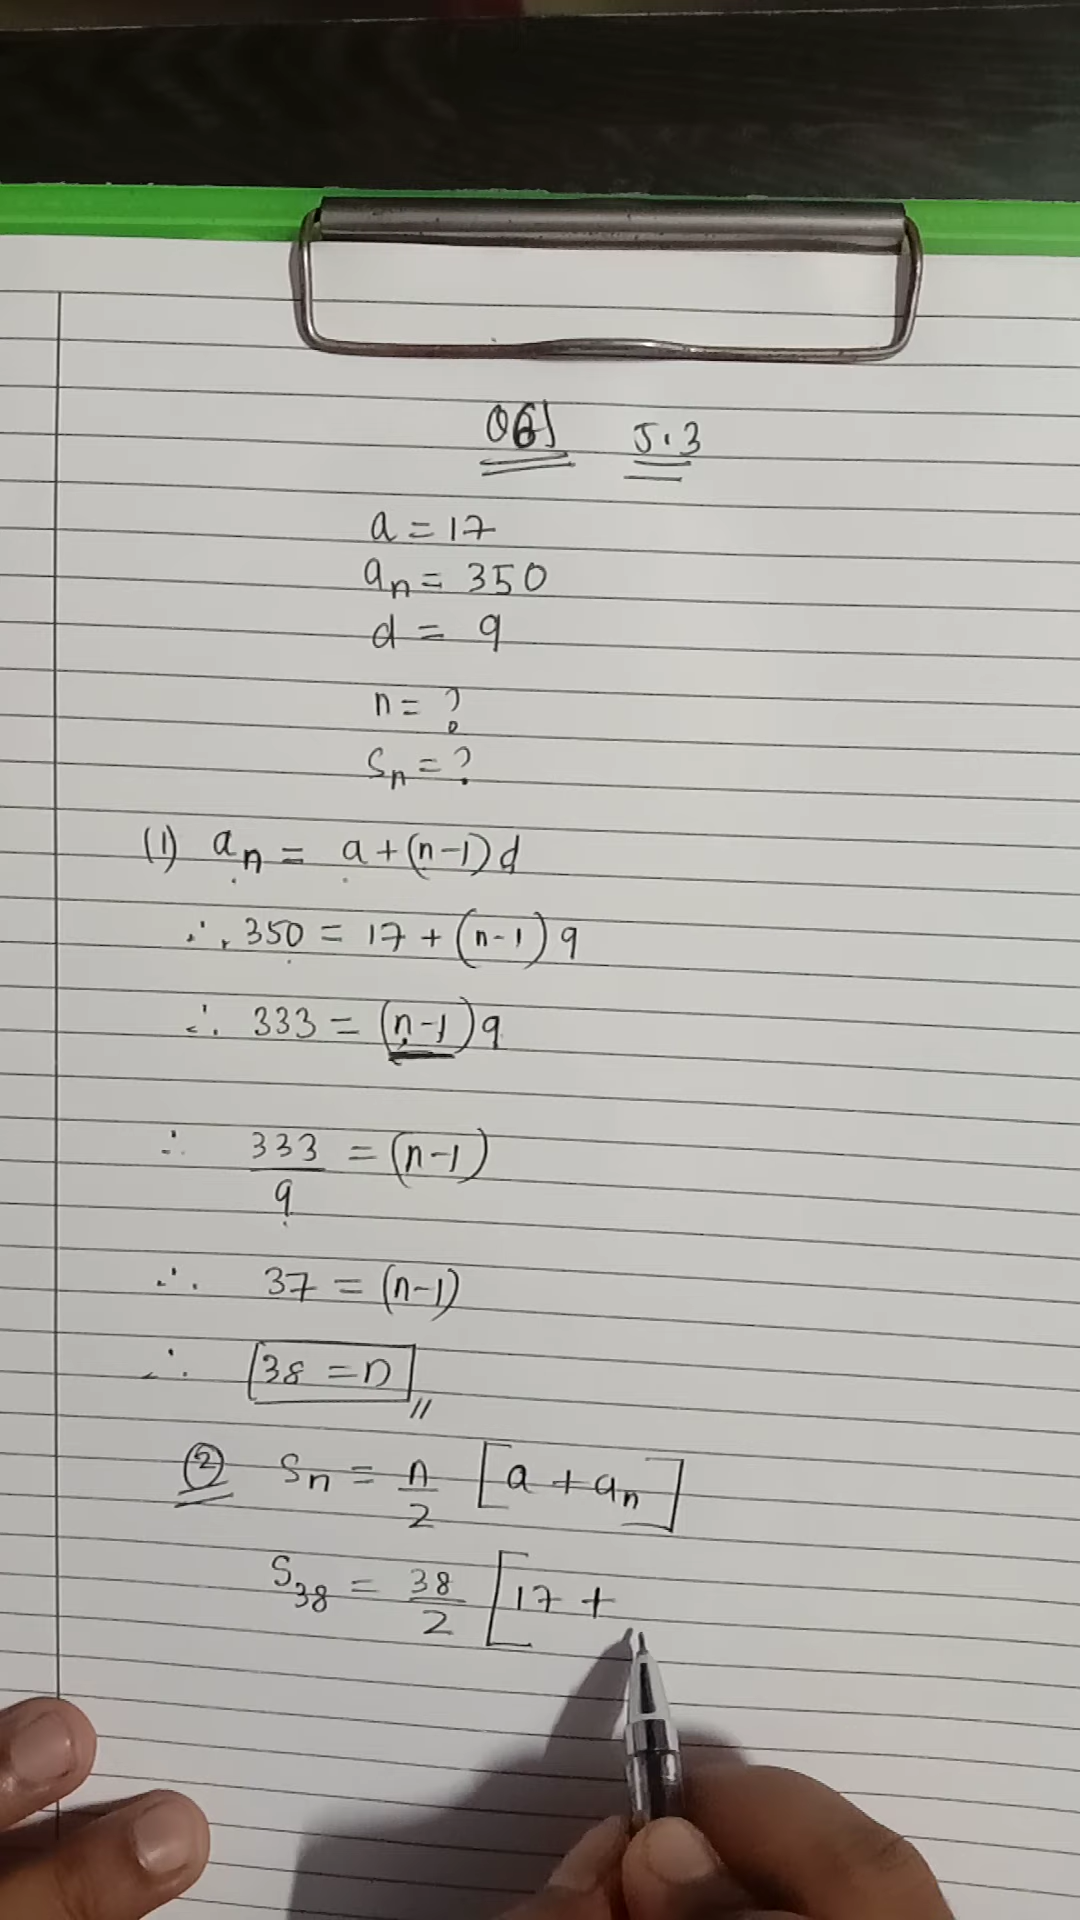 5.3
a = 17
an = 350
d = 9
n = ?
Sn = ?
(1) an = a + (n-1) d
∴ 350 = 17 + (n-1) 9
∴ 333 = (n-1) 9
∴ 333/9 = (n-1)
∴ 37 = (n-1)
∴ 38 = n
② Sn = n/2 [a + an]
S38 = 38/2 [17 +